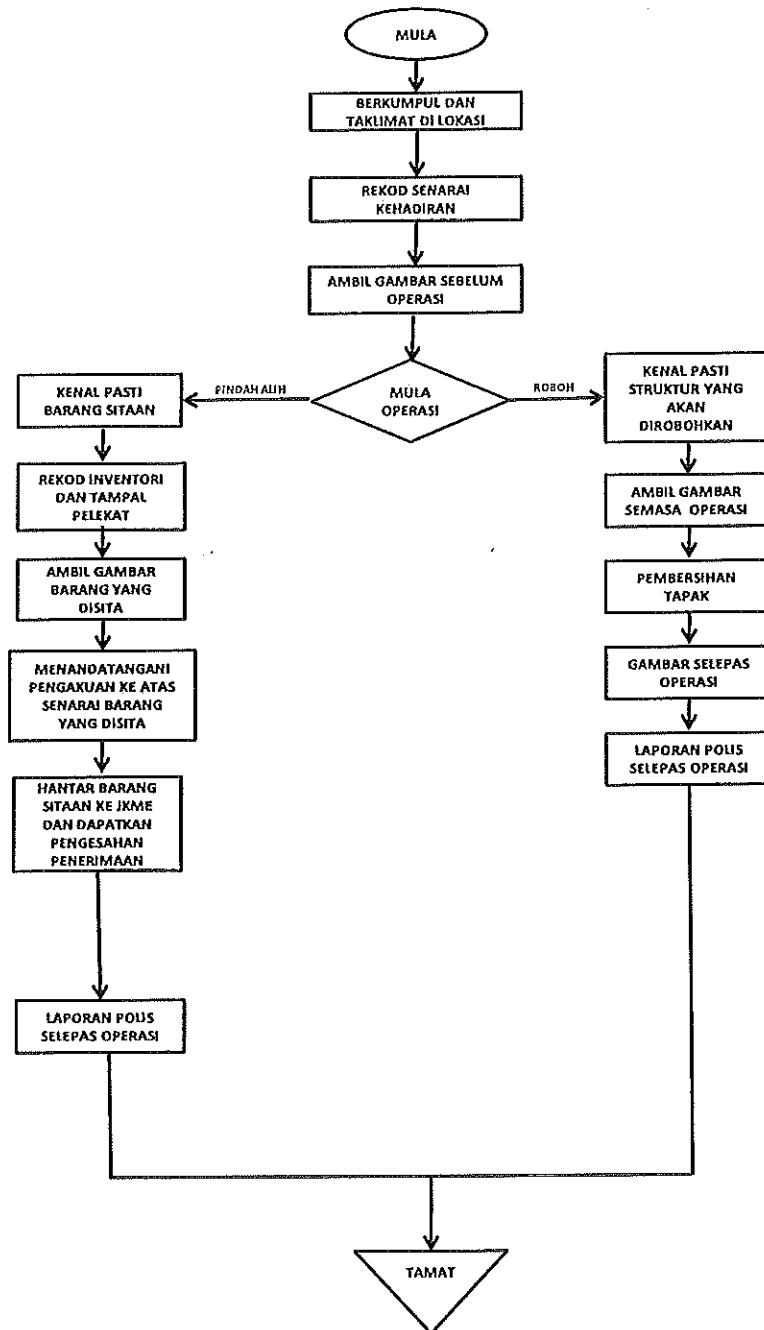 MULA
BERKUMPUL DAN
TAKLIMAT DI LOKASI
REKOD SENARAI
KEHADIRAN
AMBIL GAMBAR SEBELUM
OPERASI
MULA
OPERASI
PINDAH ALIH
ROBOH
KENAL PASTI
BARANG SITAAN
REKOD INVENTORI
DAN TAMPAL
PELEKAT
AMBIL GAMBAR
BARANG YANG
DISITA
MENANDATANGANI
PENGAKUAN KE ATAS
SENARAI BARANG
YANG DISITA
HANTAR BARANG
SITAAN KE JKME
DAN DAPATKAN
PENGESAHAN
PENERIMAAN
LAPORAN POLIS
SELEPAS OPERASI
KENAL PASTI
STRUKTUR YANG
AKAN
DIROBOHKAN
AMBIL GAMBAR
SEMASA OPERASI
PEMBERSIHAN
TAPAK
GAMBAR SELEPAS
OPERASI
LAPORAN POLIS
SELEPAS OPERASI
TAMAT